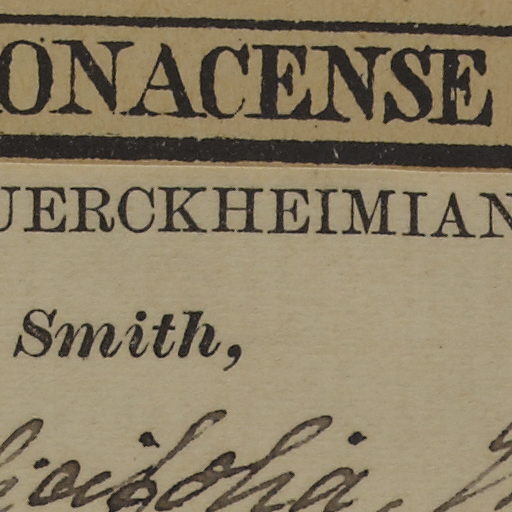 ONACENSE
UERCKHEIMIAN
Smith,